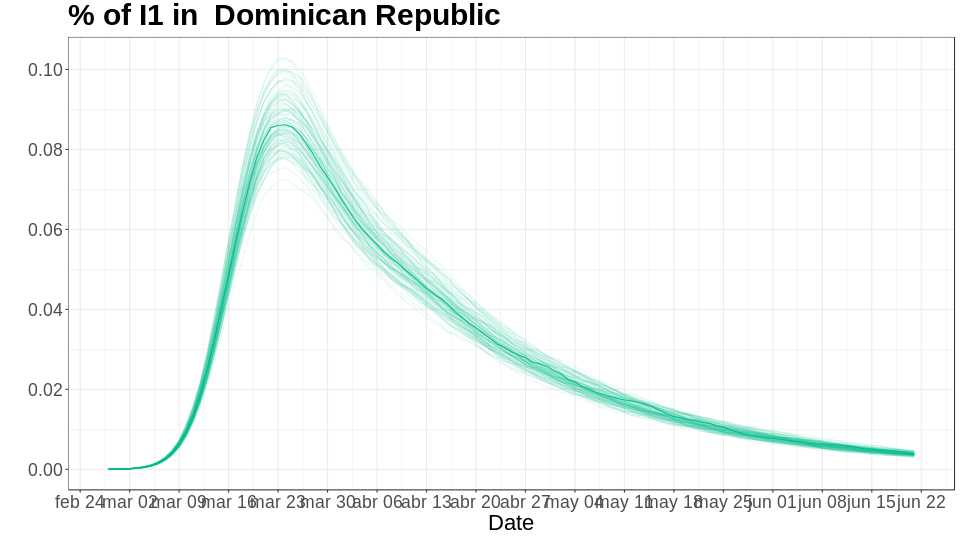 % of I1 in  Dominican Republic
0.10
0.08
0.06
0.04
0.02
0.00
feb 24 mar 02 mar 09 mar 16 mar 23 mar 30 abr 06 abr 13 abr 20 abr 27 may 04 may 11 may 18 may 25 jun 01 jun 08 jun 15 jun 22
Date